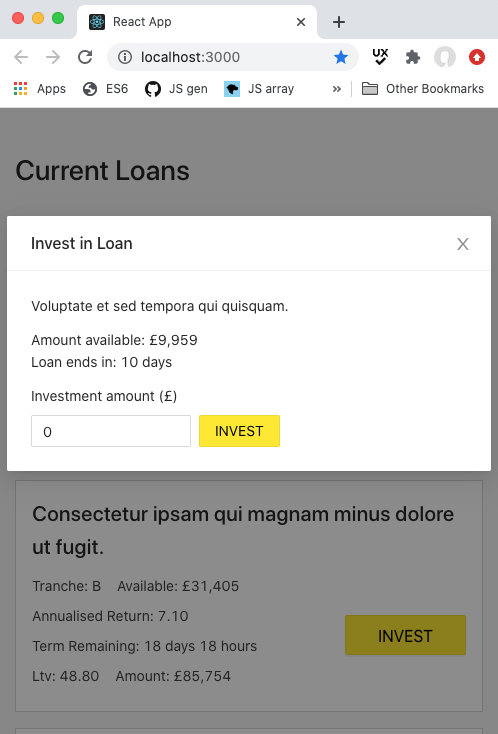 React App
localhost:3000
UX
Apps
ES6
JS gen
JS array
»
Other Bookmarks
Current Loans
Invest in Loan
X
Voluptate et sed tempora qui quisquam.
Amount available: £9,959
Loan ends in: 10 days
Investment amount (£)
0
INVEST
Consectetur ipsam qui magnam minus dolore
ut fugit.
Tranche: B Available: £31,405
Annualised Return: 7.10
Term Remaining: 18 days 18 hours
INVEST
Ltv: 48.80 Amount: £85,754